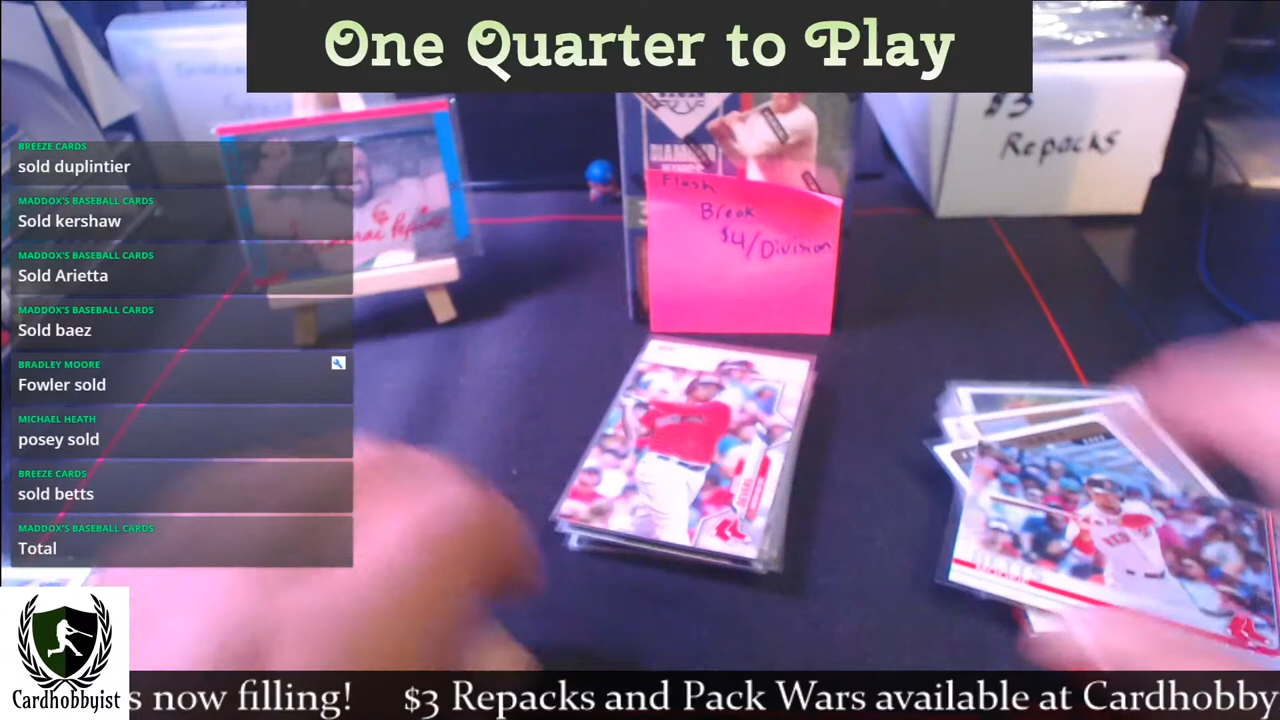 One Quarter to Play
$3
Repacks
BREEZE CARDS
sold duplintier
MADDOX'S BASEBALL CARDS
Sold kershaw
MADDOX'S BASEBALL CARDS
Sold Arietta
MADDOX'S BASEBALL CARDS
Sold baez
BRADLEY MOORE
Fowler sold
MICHAEL HEATH
posey sold
BREEZE CARDS
sold betts
MADDOX'S BASEBALL CARDS
Total
DIAMOND
Flash
Break
$4/Division
Cardhobbyist
s now filling! $3 Repacks and Pack Wars available at Cardhobby